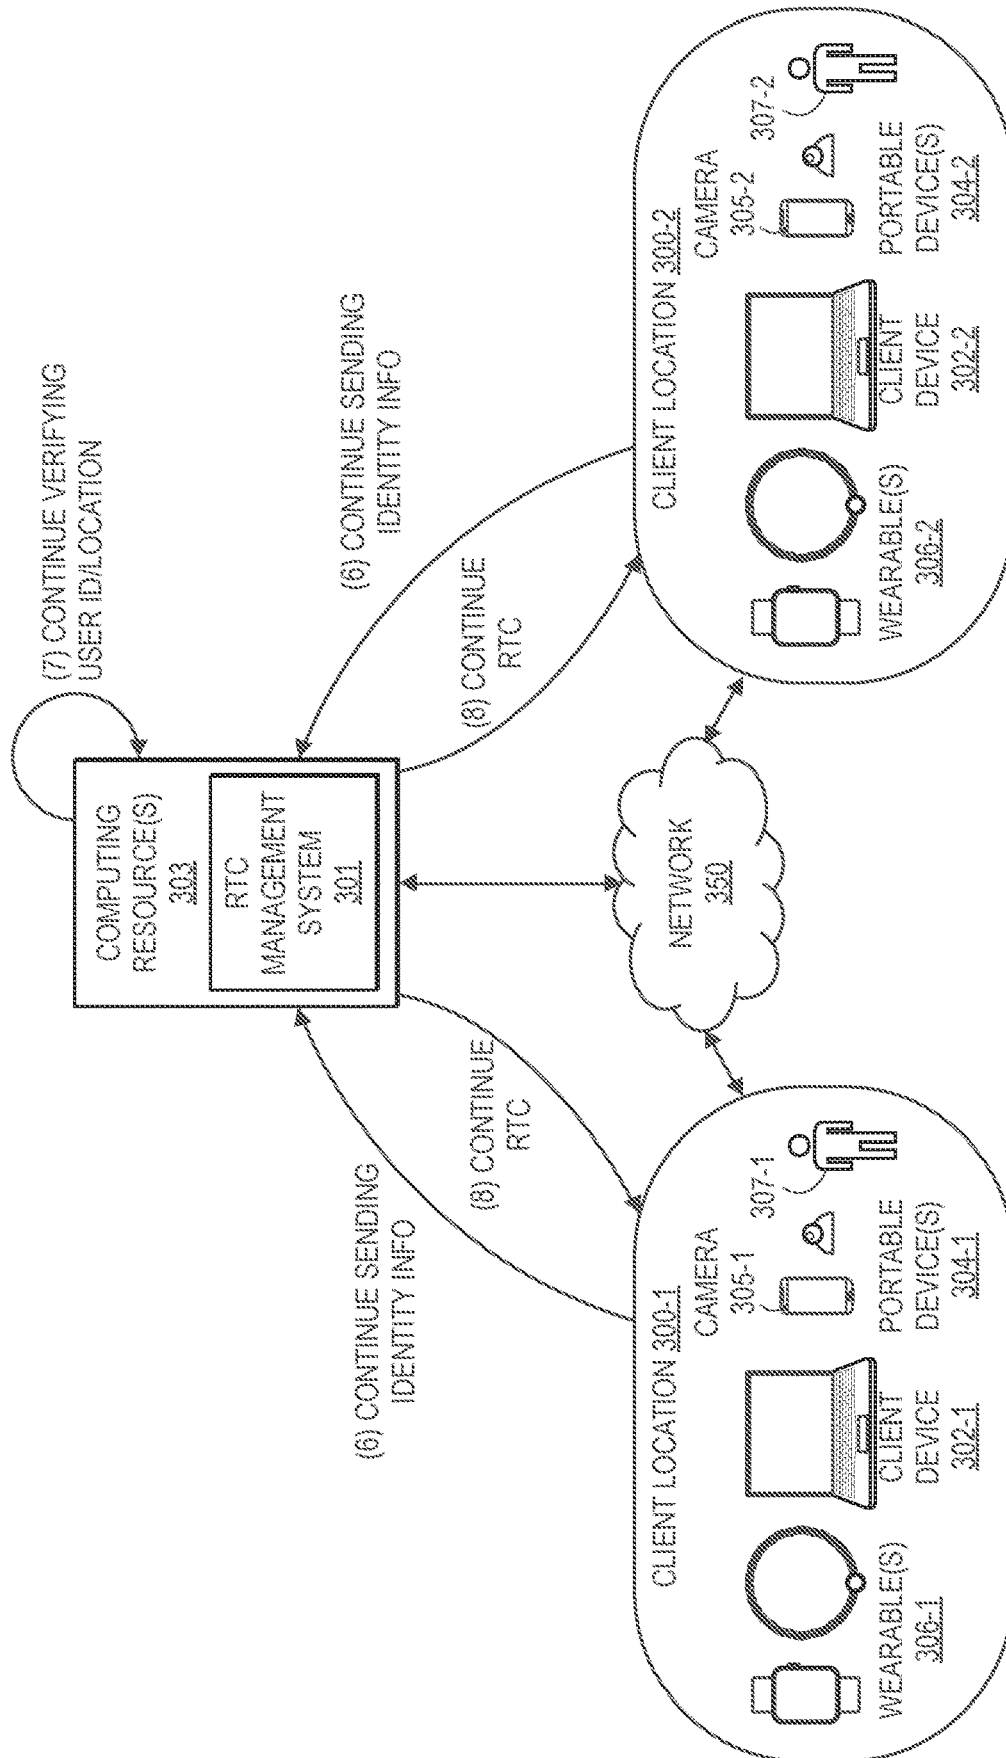 (7) CONTINUE VERIFYING
USER ID/LOCATION
COMPUTING
RESOURCE(S)
303
RTC
MANAGEMENT
SYSTEM
301
(6) CONTINUE SENDING
IDENTITY INFO
(8) CONTINUE
RTC
(8) CONTINUE
RTC
(6) CONTINUE SENDING
IDENTITY INFO
NETWORK
350
CLIENT LOCATION 300-1
CAMERA
305-1
307-1
WEARABLE(S)
306-1
CLIENT
DEVICE
302-1
PORTABLE
DEVICE(S)
304-1
CLIENT LOCATION 300-2
CAMERA
305-2
307-2
WEARABLE(S)
306-2
CLIENT
DEVICE
302-2
PORTABLE
DEVICE(S)
304-2